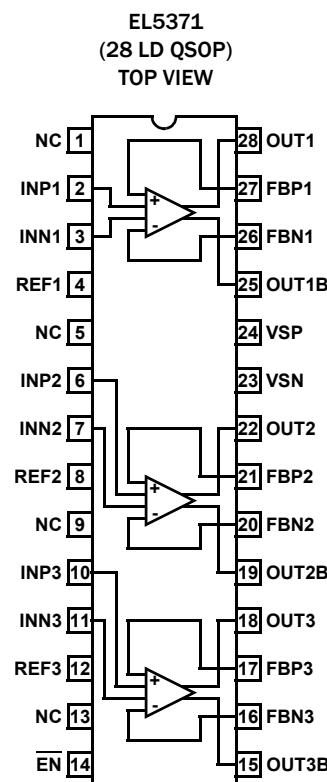 EL5371
(28 LD QSOP)
TOP VIEW
NC 1 28 OUT1
INP1 2 + 27 FBP1
INN1 3 - 26 FBN1
REF1 4 25 OUT1B
NC 5 24 VSP
INP2 6 23 VSN
INN2 7 22 OUT2
REF2 8 + 21 FBP2
NC 9 - 20 FBN2
INP3 10 19 OUT2B
INN3 11 18 OUT3
REF3 12 + 17 FBP3
NC 13 - 16 FBN3
E̅N̅ 14 15 OUT3B